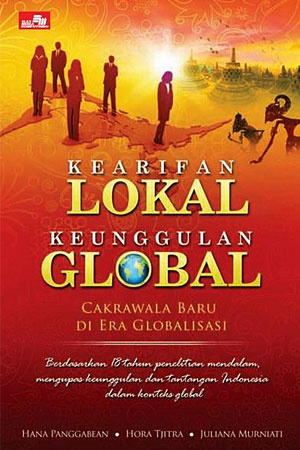 KEARIFAN
LOKAL
KEUNGGULAN
GLOBAL
CAKRAWALA BARU
DI ERA GLOBALISASI
Berdasarkan 18 tahun penelitian mendalam,
mengupas keunggulan dan tantangan Indonesia
dalam konteks global
HANA PANGGABEAN • HORA TJITRA • JULIANA MURNIATI